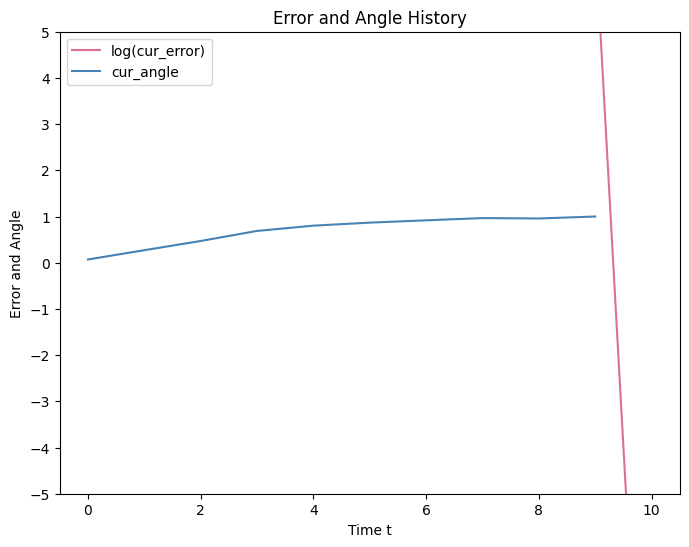 Error and Angle History
log(cur_error)
cur_angle
Error and Angle
5
4
3
2
1
0
−1
−2
−3
−4
−5
0 2 4 6 8 10
Time t